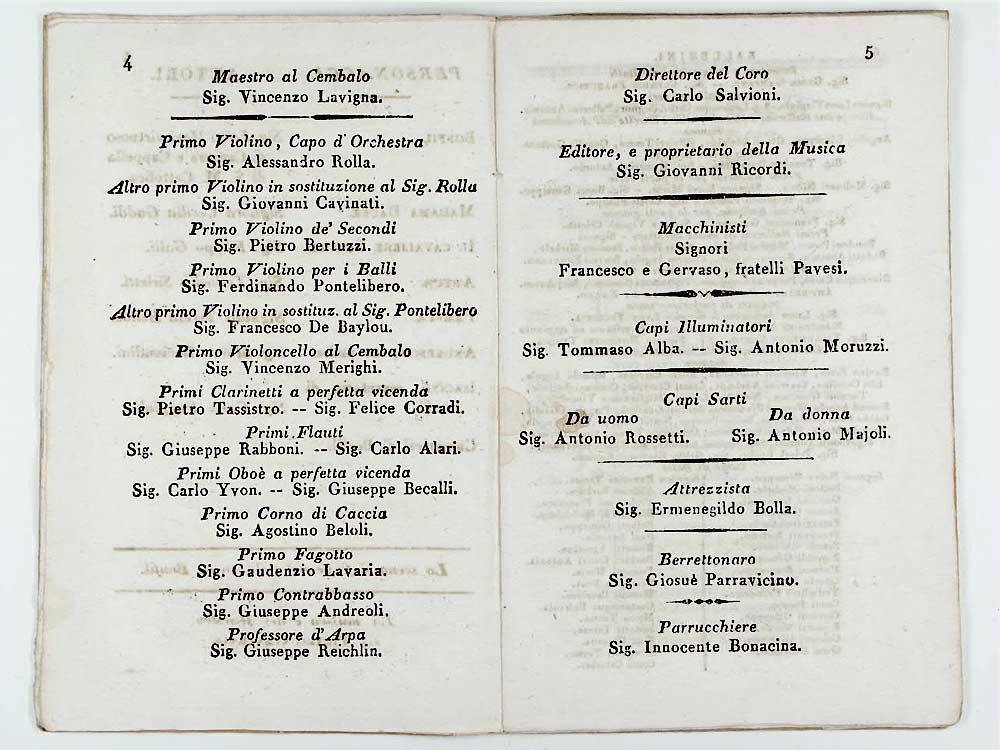 4
Maestro al Cembalo
Sig. Vincenzo Lavigna.
Primo Violino, Capo d'Orchestra
Sig. Alessandro Rolla.
Altro primo Violino in sostituzione al Sig. Rolla
Sig. Giovanni Cavinati.
Primo Violino de' Secondi
Sig. Pietro Bertuzzi.
Primo Violino per i Balli
Sig. Ferdinando Pontelibero.
Altro primo Violino in sostituz. al Sig. Pontelibero
Sig. Francesco De Baylou.
Primo Violoncello al Cembalo
Sig. Vincenzo Merighi.
Primi Clarinetti a perfetta vicenda
Sig. Pietro Tassistro. -- Sig. Felice Corradi.
Primi Flauti
Sig. Giuseppe Rabboni. -- Sig. Carlo Alari.
Primi Oboè a perfetta vicenda
Sig. Carlo Yvon. -- Sig. Giuseppe Becalli.
Primo Corno di Caccia
Sig. Agostino Beloli.
Primo Fagotto
Sig. Gaudenzio Lavaria.
Primo Contrabbasso
Sig. Giuseppe Andreoli.
Professore d'Arpa
Sig. Giuseppe Reichlin.
5
Direttore del Coro
Sig. Carlo Salvioni.
Editore, e proprietario della Musica
Sig. Giovanni Ricordi.
Macchinisti
Signori
Francesco e Gervaso, fratelli Pavesi.
Capi Illuminatori
Sig. Tommaso Alba. -- Sig. Antonio Moruzzi.
Capi Sarti
Da uomo Da donna
Sig. Antonio Rossetti. Sig. Antonio Majoli.
Attrezzista
Sig. Ermenegildo Bolla.
Berrettonaro
Sig. Giosuè Parravicino.
Parrucchiere
Sig. Innocente Bonacina.